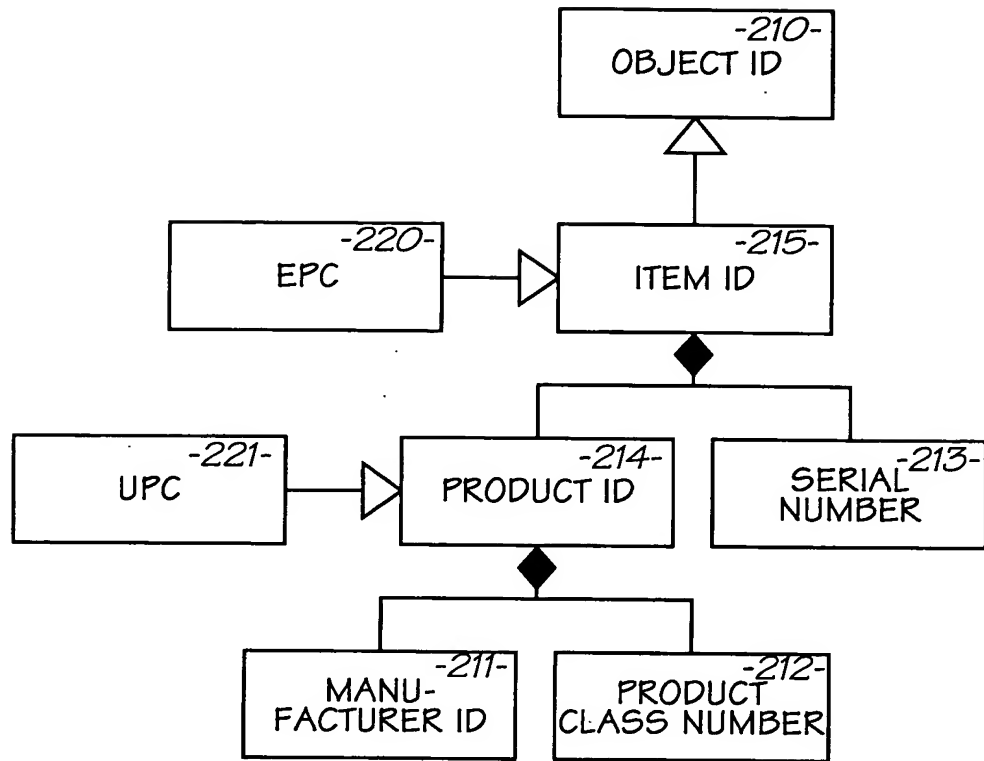 -210-
OBJECT ID
-220-
EPC
-215-
ITEM ID
-221-
UPC
-214-
PRODUCT ID
-213-
SERIAL
NUMBER
-211-
MANU-
FACTURER ID
-212-
PRODUCT
CLASS NUMBER